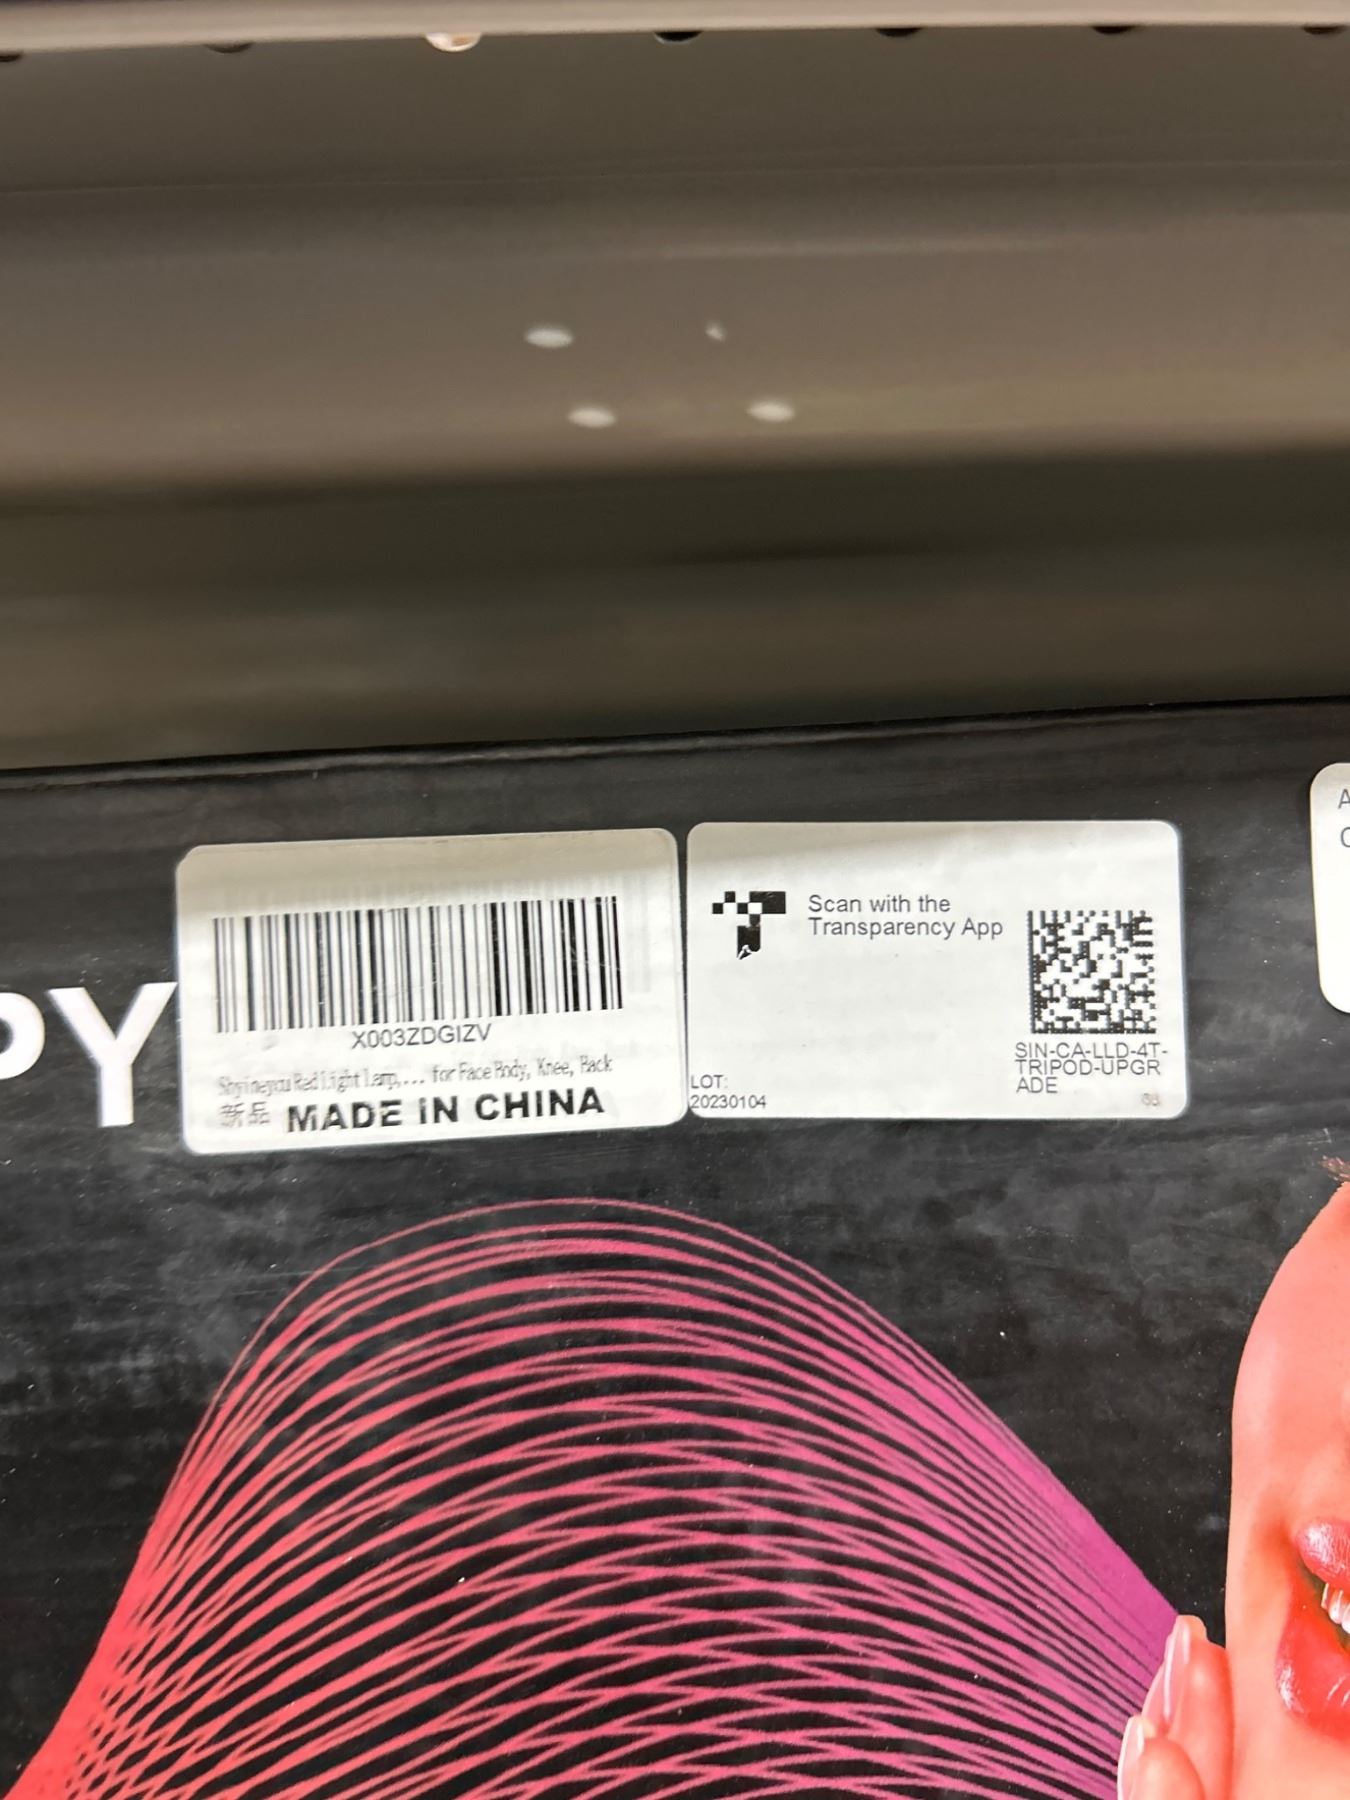 PY
X003ZDGIZV
Shyineyou Red Light Lamp,... for Face Body, Knee, Back
新品 MADE IN CHINA
Scan with the
Transparency App
LOT:
20230104
SIN-CA-LLD-4T-
TRIPOD-UPGR
ADE
A